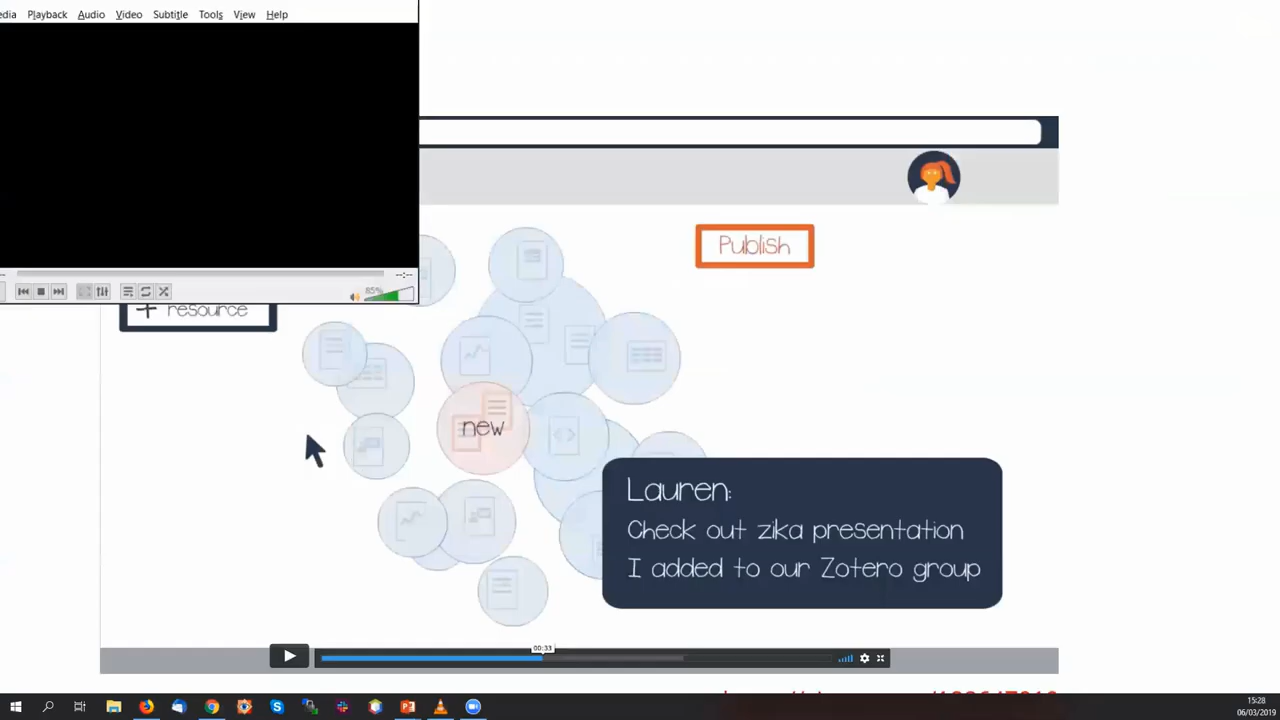 Playback Audio Video Subtitle Tools View Help
85%
Publish
resource
new
Lauren:
Check out zika presentation
I added to our Zotero group
00:33
15:28
06/03/2019